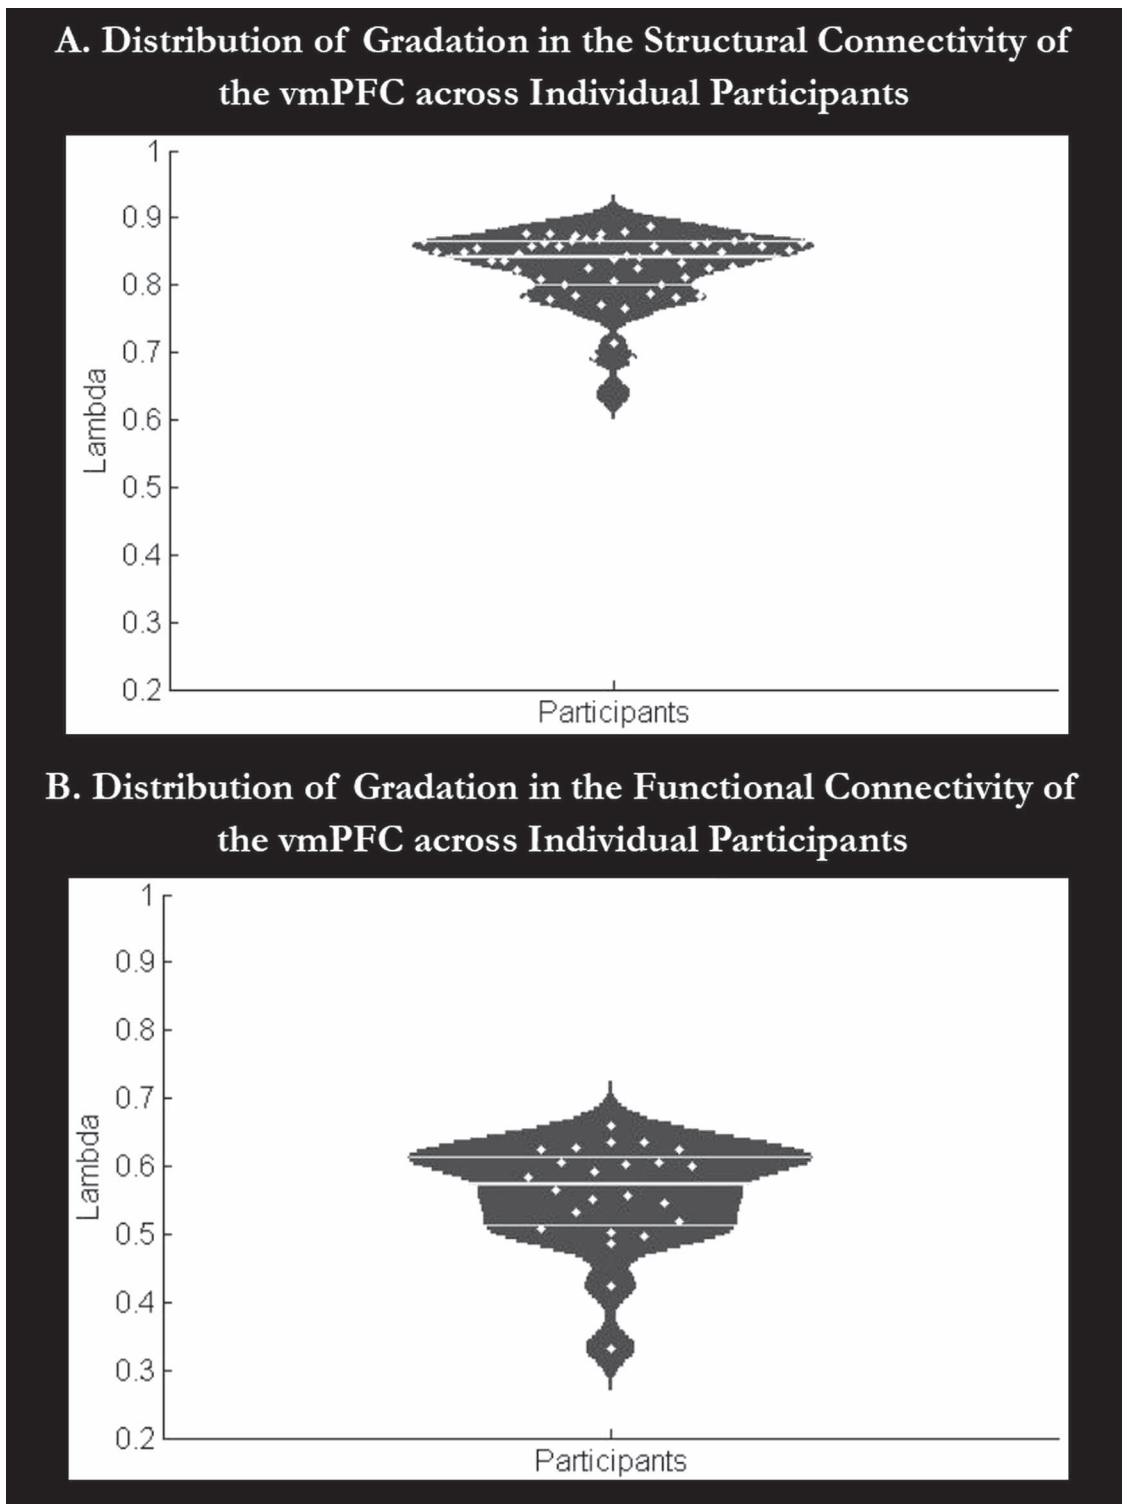 A. Distribution of Gradation in the Structural Connectivity of
the vmPFC across Individual Participants
1
0.9
0.8
0.7
0.6
0.5
0.4
0.3
0.2
Lambda
Participants
B. Distribution of Gradation in the Functional Connectivity of
the vmPFC across Individual Participants
1
0.9
0.8
0.7
0.6
0.5
0.4
0.3
0.2
Lambda
Participants